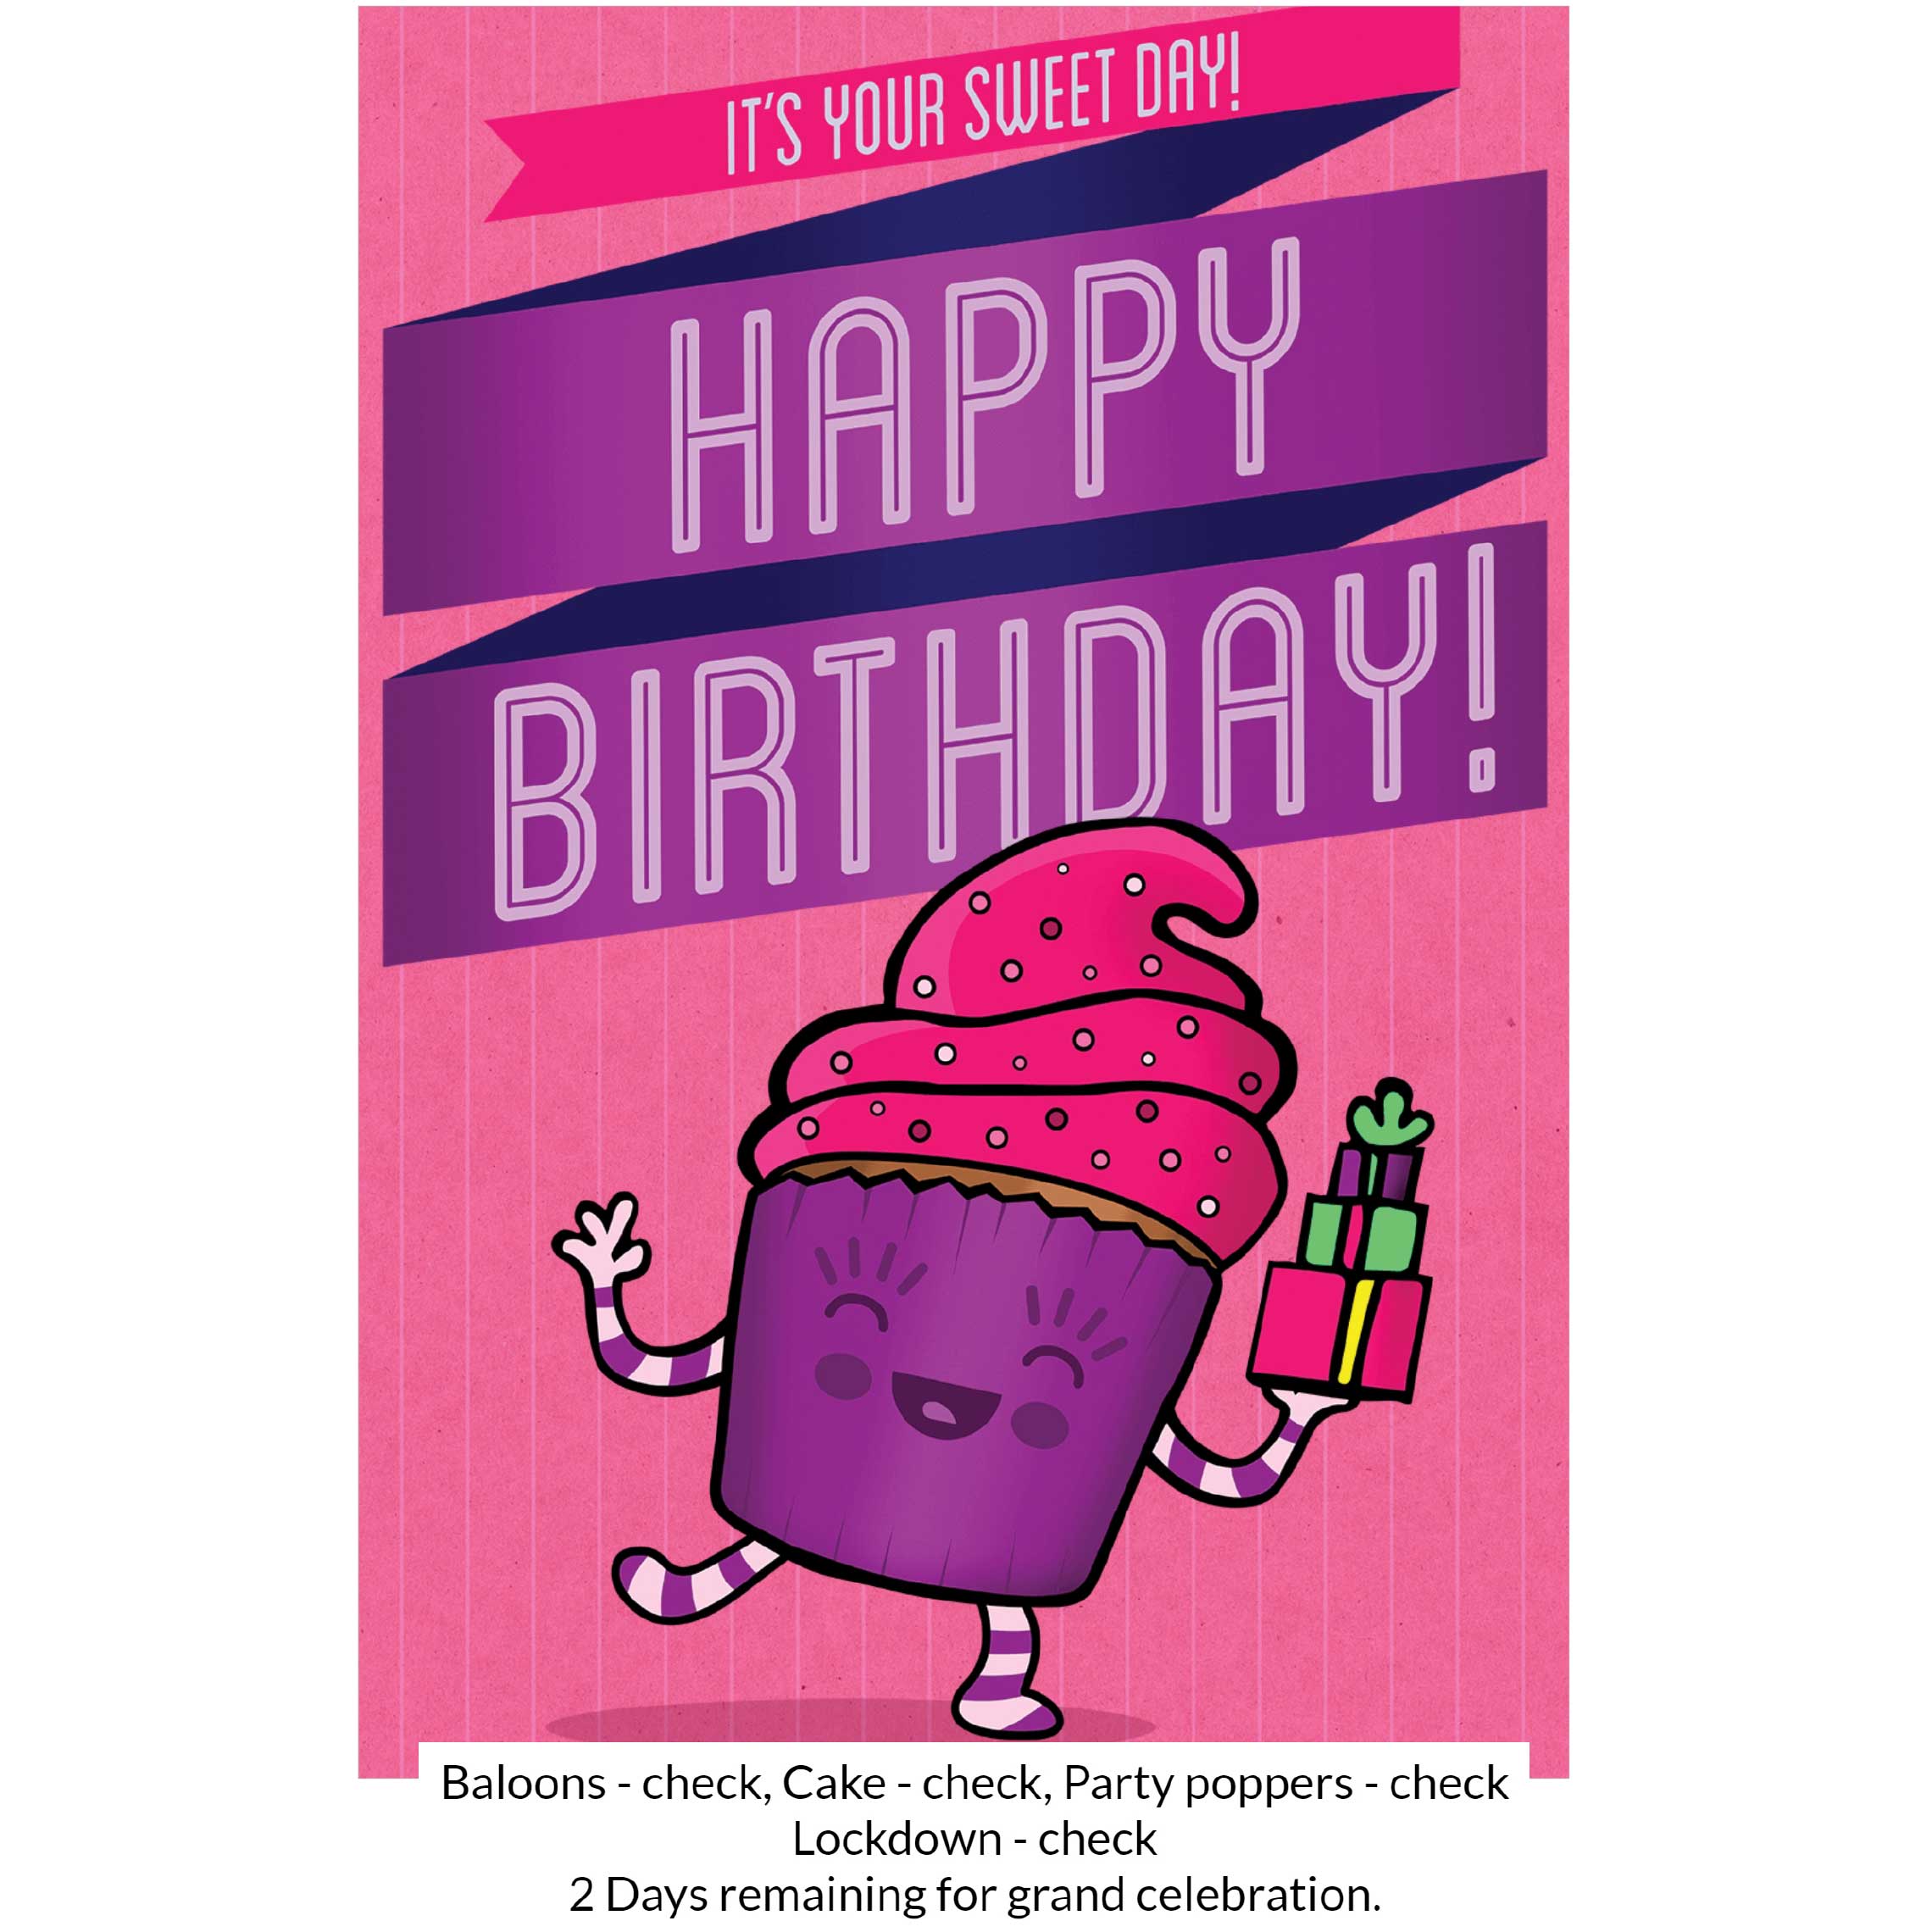 IT'S YOUR SWEET DAY!
HAPPY
BIRTHDAY!
Baloons - check, Cake - check, Party poppers - check
Lockdown - check
2 Days remaining for grand celebration.